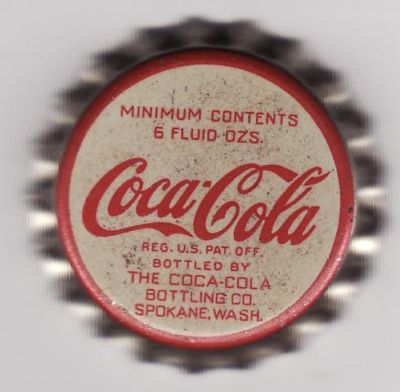 MINIMUM CONTENTS
6 FLUID OZS.
Coca-Cola
REG. U.S. PAT. OFF.
BOTTLED BY
THE COCA-COLA
BOTTLING CO.
SPOKANE, WASH.